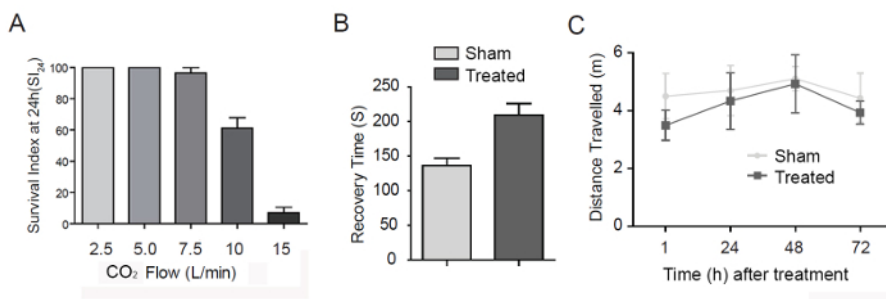 A
Survival Index at 24h(SI24)
100
80
60
40
20
0
2.5 5.0 7.5 10 15
CO2 Flow (L/min)
B
Sham
Treated
Recovery Time (S)
250
200
150
100
50
0
C
Distance Travelled (m)
6
4
2
0
Sham
Treated
1 24 48 72
Time (h) after treatment